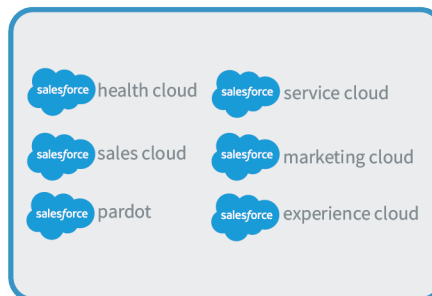 salesforce health cloud
salesforce service cloud
salesforce sales cloud
salesforce marketing cloud
salesforce pardot
salesforce experience cloud